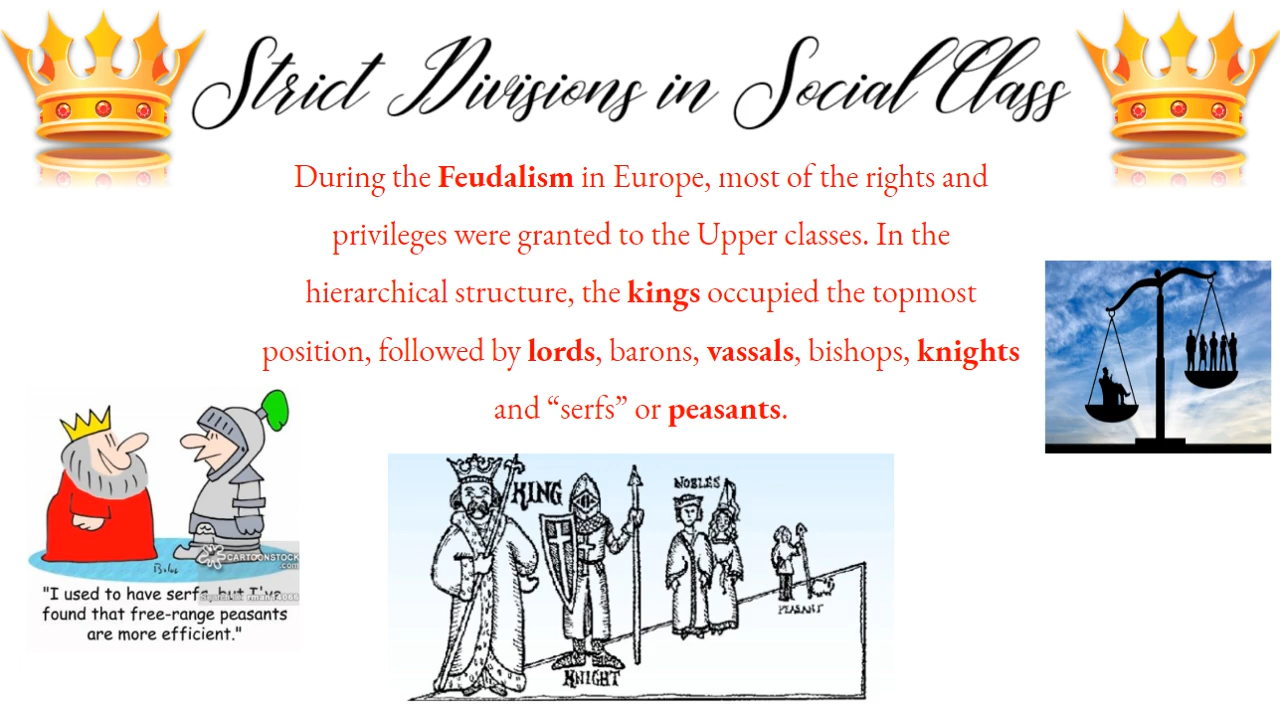 Strict Divisions in Social Class
During the Feudalism in Europe, most of the rights and
privileges were granted to the Upper classes. In the
hierarchical structure, the kings occupied the topmost
position, followed by lords, barons, vassals, bishops, knights
and “serfs” or peasants.
KING
NOBLES
PEASANT
KNIGHT
CARTOONSTOCK
.com
"I used to have serfs, but I've
found that free-range peasants
are more efficient."